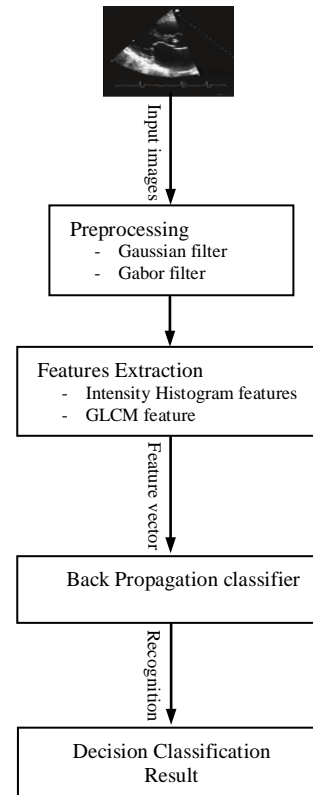 Input images
Preprocessing
- Gaussian filter
- Gabor filter
Features Extraction
- Intensity Histogram features
- GLCM feature
Feature vector
Back Propagation classifier
Recognition
Decision Classification
Result